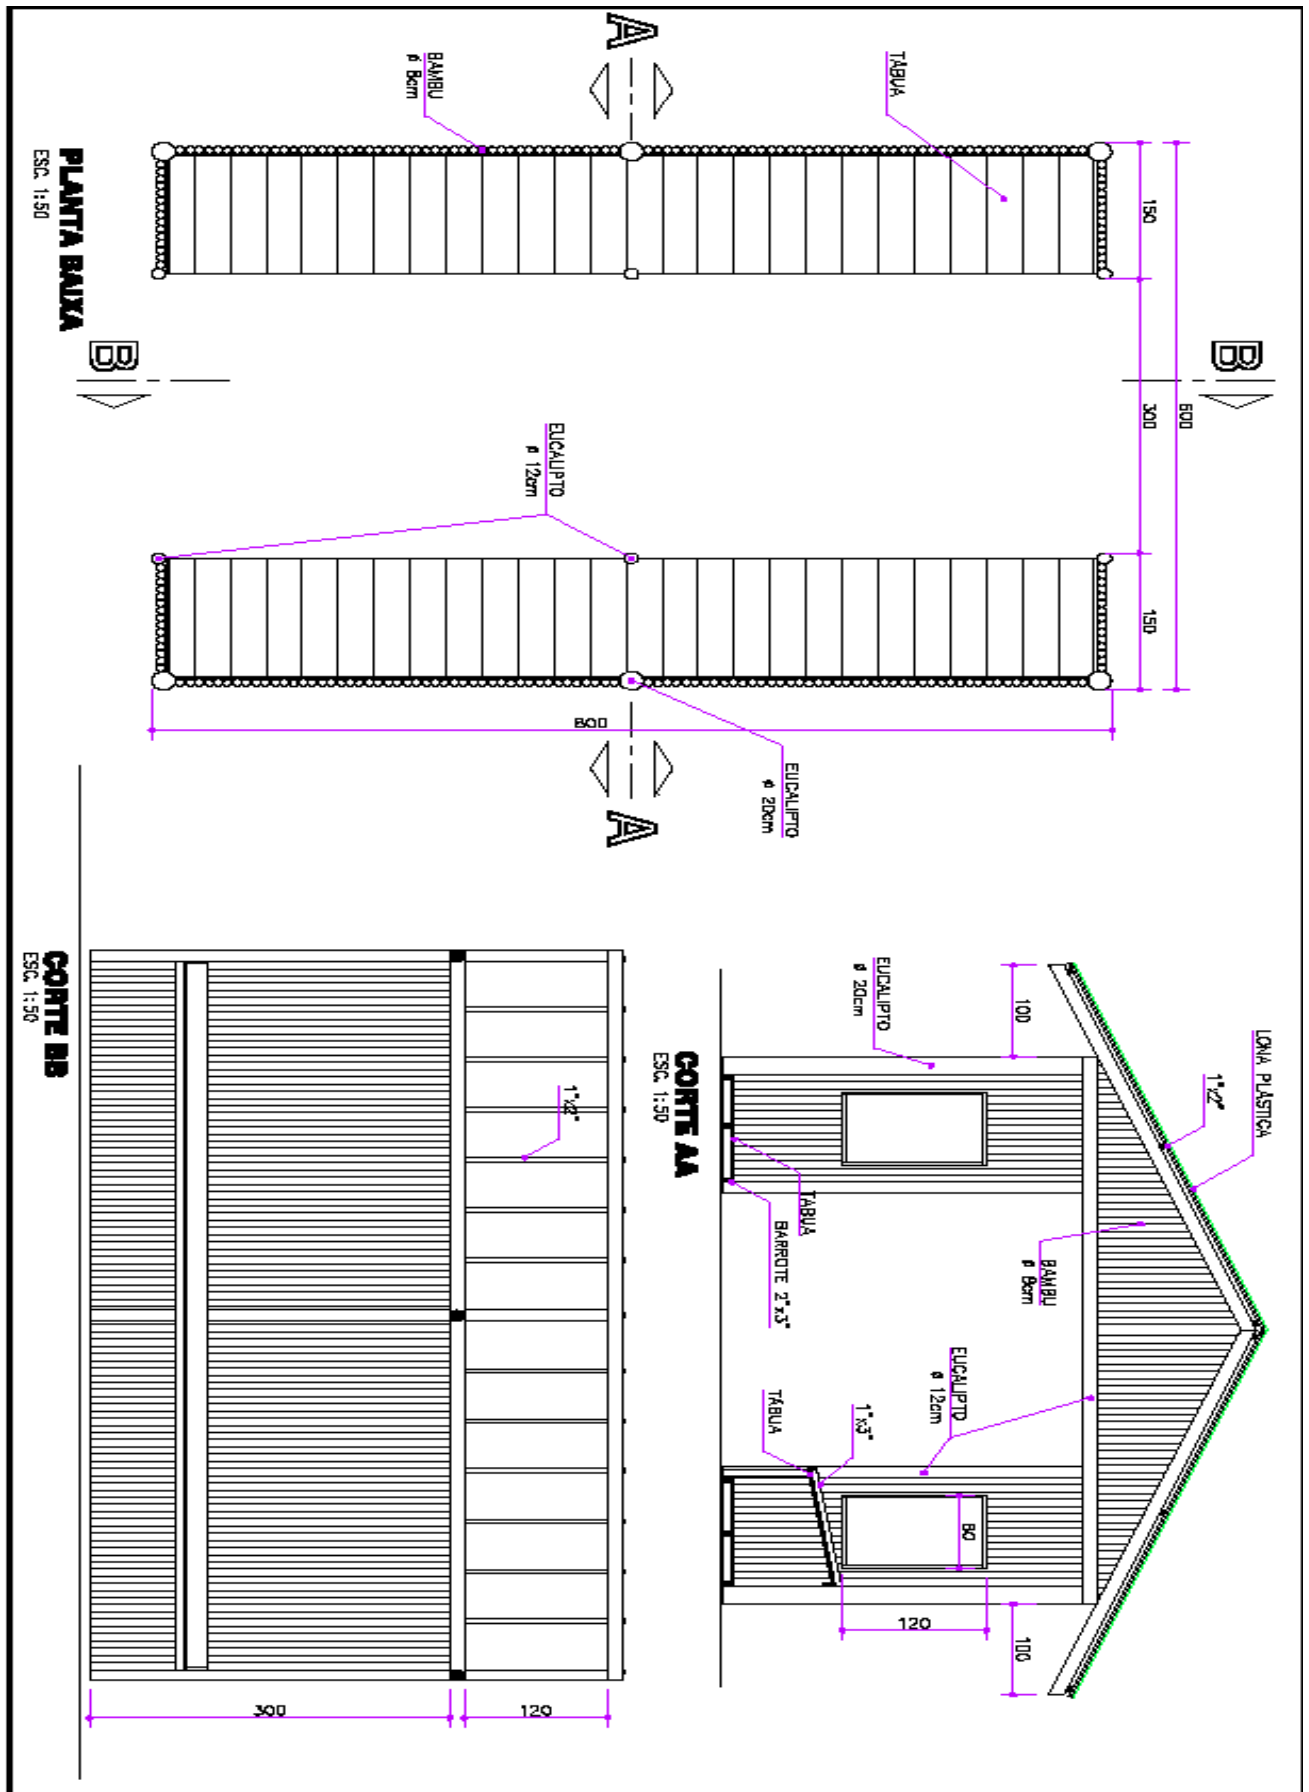 A
BAMBU
ø 8cm
TÁBUA
150
300
600
150
B
B
EUCALIPTO
ø 12cm
PLANTA BAIXA
ESC. 1:50
800
EUCALIPTO
ø 20cm
A
LONA PLÁSTICA
1"x2"
100
EUCALIPTO
ø 20cm
BAMBU
ø 8cm
EUCALIPTO
ø 12cm
TÁBUA
BARROTE 2"x3"
1"x3"
TÁBUA
80
120
100
CORTE AA
ESC. 1:50
1"x2"
300
120
CORTE BB
ESC. 1:50